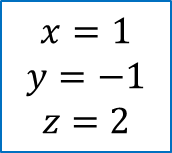 x = 1
y = −1
z = 2